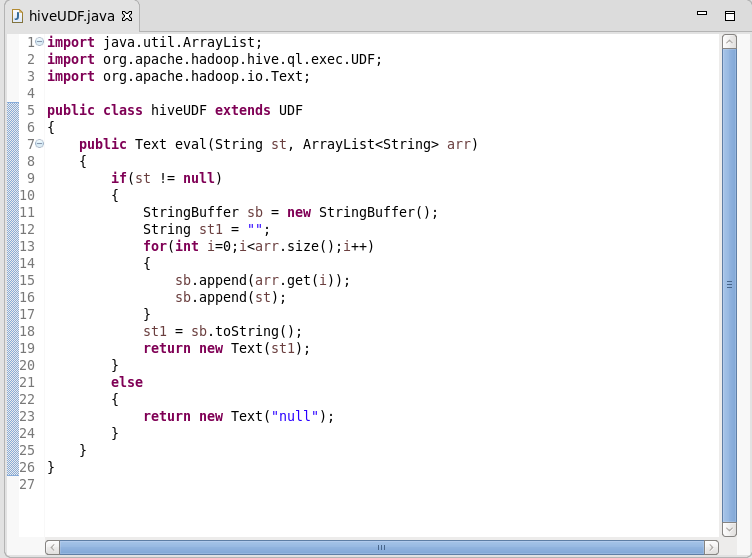 hiveUDF.java
1 import java.util.ArrayList;
2 import org.apache.hadoop.hive.ql.exec.UDF;
3 import org.apache.hadoop.io.Text;
4
5 public class hiveUDF extends UDF
6 {
7     public Text eval(String st, ArrayList<String> arr)
8     {
9         if(st != null)
10         {
11             StringBuffer sb = new StringBuffer();
12             String st1 = "";
13             for(int i=0;i<arr.size();i++)
14             {
15                 sb.append(arr.get(i));
16                 sb.append(st);
17             }
18             st1 = sb.toString();
19             return new Text(st1);
20         }
21         else
22         {
23             return new Text("null");
24         }
25     }
26 }
27